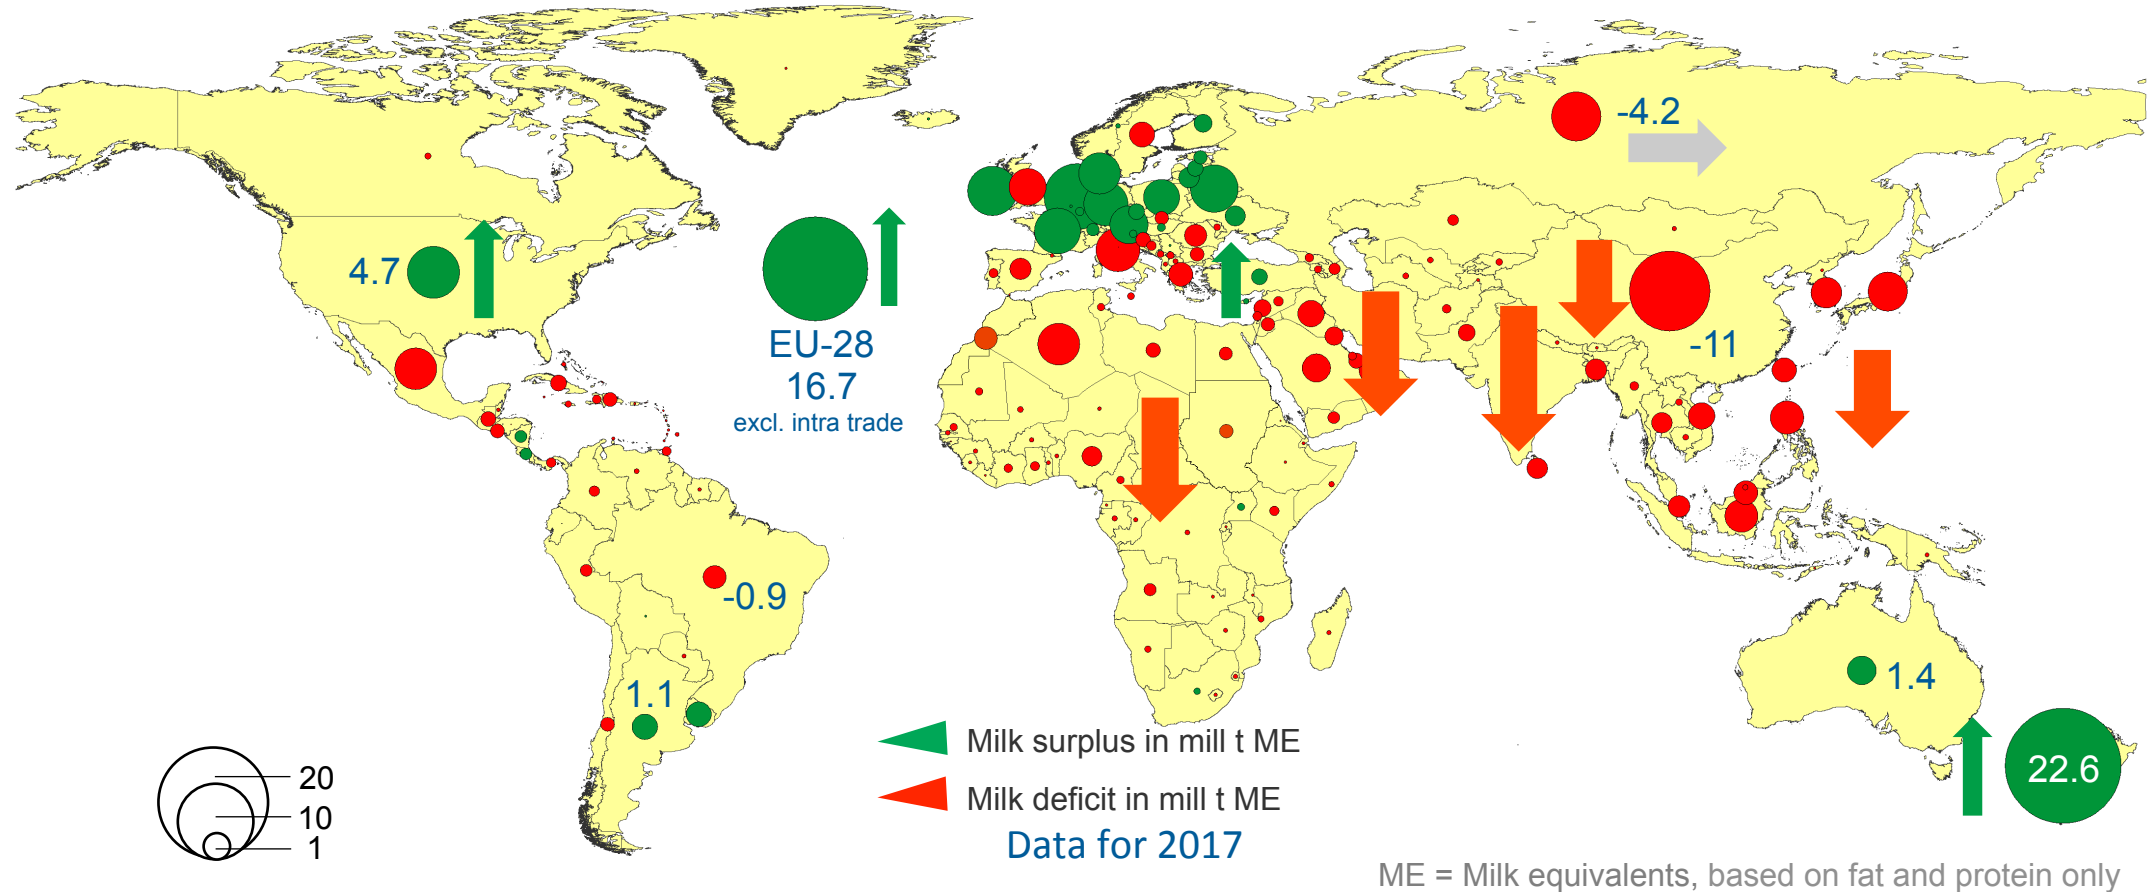 -4.2
4.7
EU-28
16.7
excl. intra trade
-11
-0.9
1.1
1.4
22.6
20
10
1
Milk surplus in mill t ME
Milk deficit in mill t ME
Data for 2017
ME = Milk equivalents, based on fat and protein only